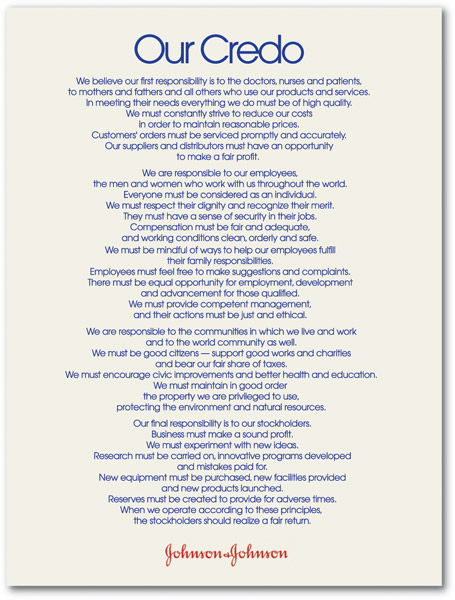 Our Credo
We believe our first responsibility is to the doctors, nurses and patients,
to mothers and fathers and all others who use our products and services.
In meeting their needs everything we do must be of high quality.
We must constantly strive to reduce our costs
in order to maintain reasonable prices.
Customers' orders must be serviced promptly and accurately.
Our suppliers and distributors must have an opportunity
to make a fair profit.
We are responsible to our employees,
the men and women who work with us throughout the world.
Everyone must be considered as an individual.
We must respect their dignity and recognize their merit.
They must have a sense of security in their jobs.
Compensation must be fair and adequate,
and working conditions clean, orderly and safe.
We must be mindful of ways to help our employees fulfill
their family responsibilities.
Employees must feel free to make suggestions and complaints.
There must be equal opportunity for employment, development
and advancement for those qualified.
We must provide competent management,
and their actions must be just and ethical.
We are responsible to the communities in which we live and work
and to the world community as well.
We must be good citizens — support good works and charities
and bear our fair share of taxes.
We must encourage civic improvements and better health and education.
We must maintain in good order
the property we are privileged to use,
protecting the environment and natural resources.
Our final responsibility is to our stockholders.
Business must make a sound profit.
We must experiment with new ideas.
Research must be carried on, innovative programs developed
and mistakes paid for.
New equipment must be purchased, new facilities provided
and new products launched.
Reserves must be created to provide for adverse times.
When we operate according to these principles,
the stockholders should realize a fair return.
Johnson & Johnson